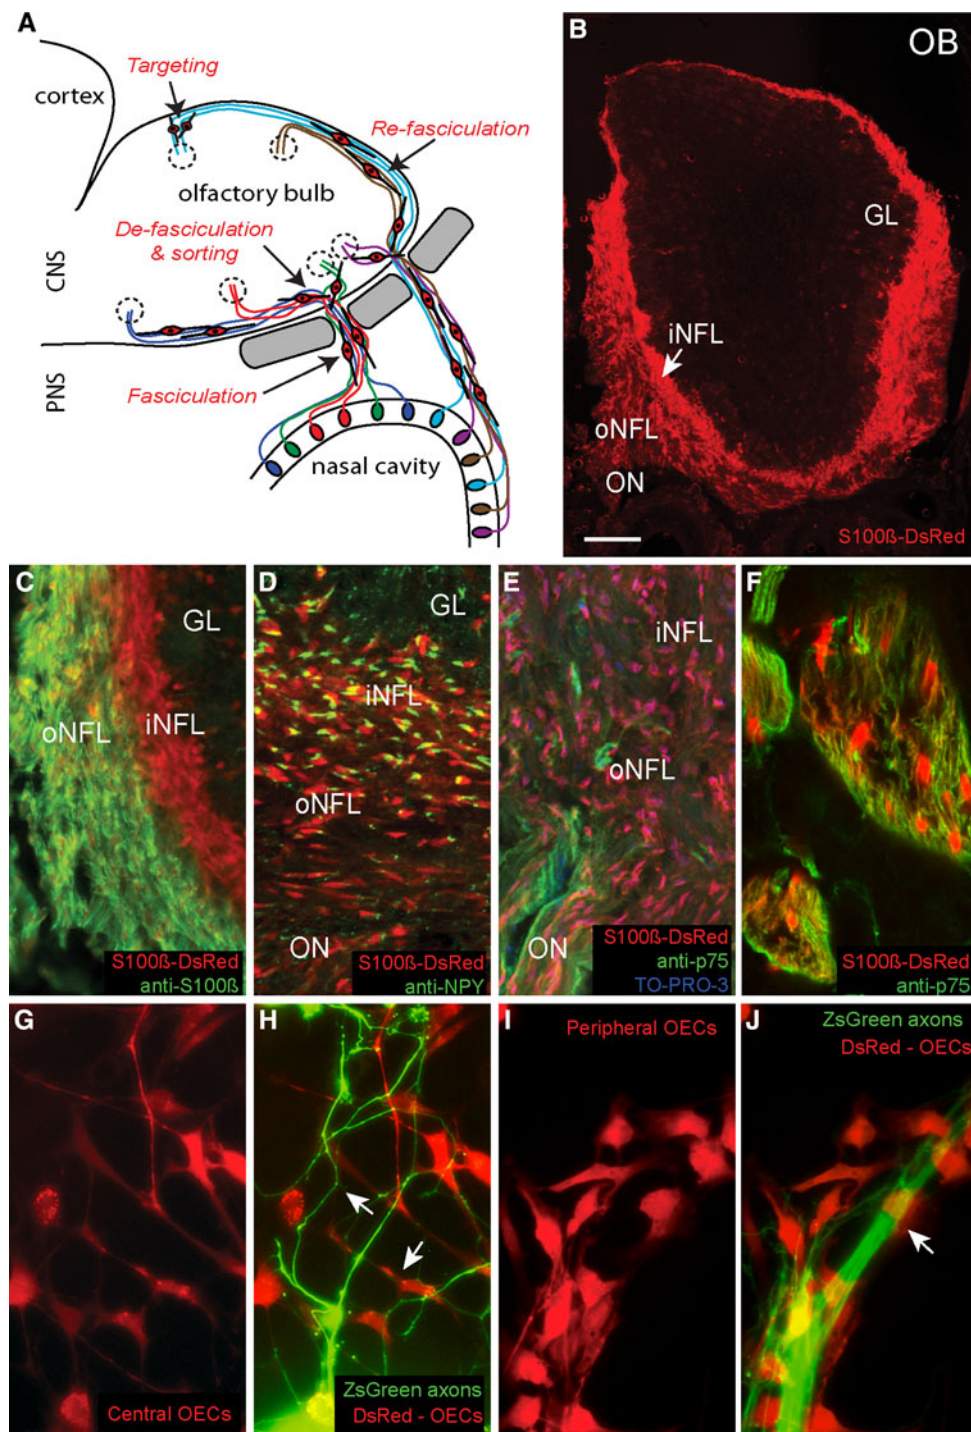 A
Targeting
cortex
Re-fasciculation
olfactory bulb
De-fasciculation
& sorting
CNS
PNS
Fasciculation
nasal cavity
B
OB
GL
iNFL
oNFL
ON
S100ß-DsRed
C
GL
iNFL
oNFL
S100ß-DsRed
anti-S100ß
D
GL
iNFL
oNFL
ON
S100ß-DsRed
anti-NPY
E
iNFL
oNFL
ON
S100ß-DsRed
anti-p75
TO-PRO-3
F
S100ß-DsRed
anti-p75
G
Central OECs
H
ZsGreen axons
DsRed - OECs
I
Peripheral OECs
J
ZsGreen axons
DsRed - OECs